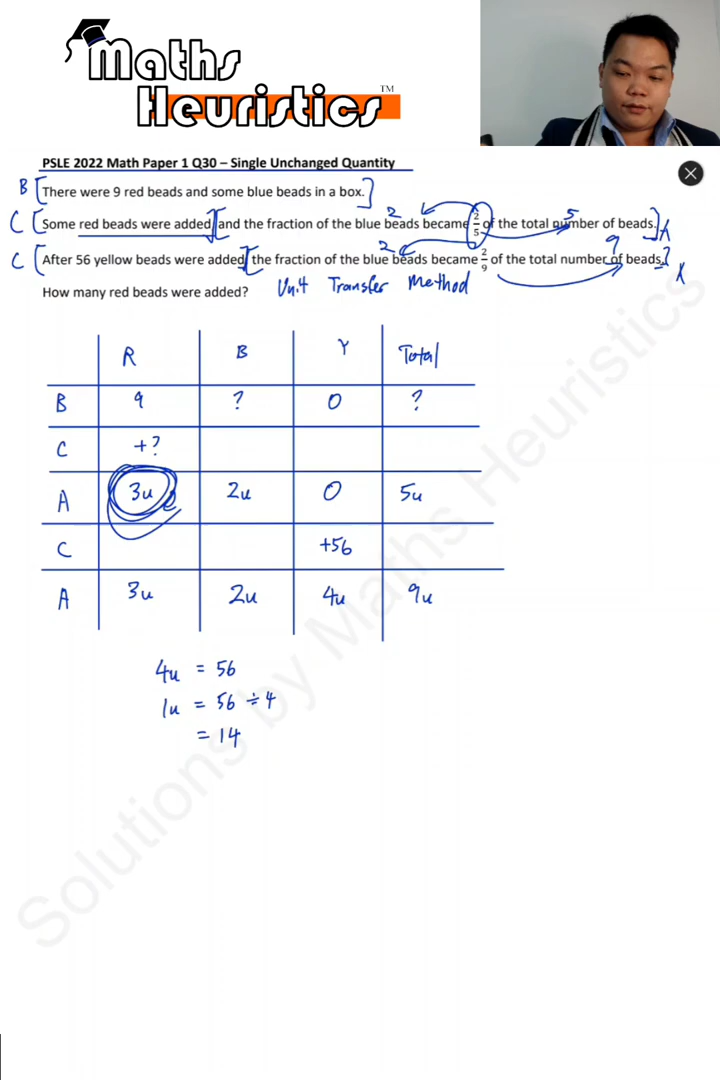 Maths
Heuristics™
PSLE 2022 Math Paper 1 Q30 – Single Unchanged Quantity
B [There were 9 red beads and some blue beads in a box.]
2 5
C [Some red beads were added] [and the fraction of the blue beads became 2/5 of the total number of beads.] A
2 9
C [After 56 yellow beads were added] [the fraction of the blue beads became 2/9 of the total number of beads.] A
How many red beads were added? Unit Transfer Method
R B Y Total
B 9 ? 0 ?
C +?
A 3u 2u 0 5u
C +56
A 3u 2u 4u 9u
4u = 56
1u = 56 ÷ 4
= 14
Solutions by Maths Heuristics